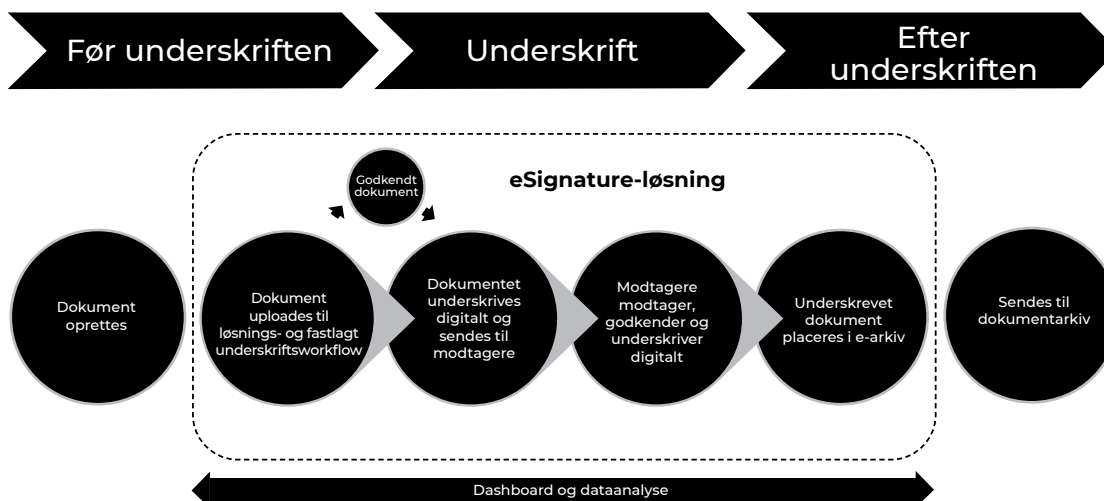 Før underskriften
Underskrift
Efter
underskriften
Godkendt
dokument
eSignature-løsning
Dokument
oprettes
Dokument
uploades til
løsnings- og fastlagt
underskriftsworkflow
Dokumentet
underskrives
digitalt og
sendes til
modtagere
Modtagere
modtager,
godkender og
underskriver
digitalt
Underskrevet
dokument
placeres i e-arkiv
Sendes til
dokumentarkiv
Dashboard og dataanalyse